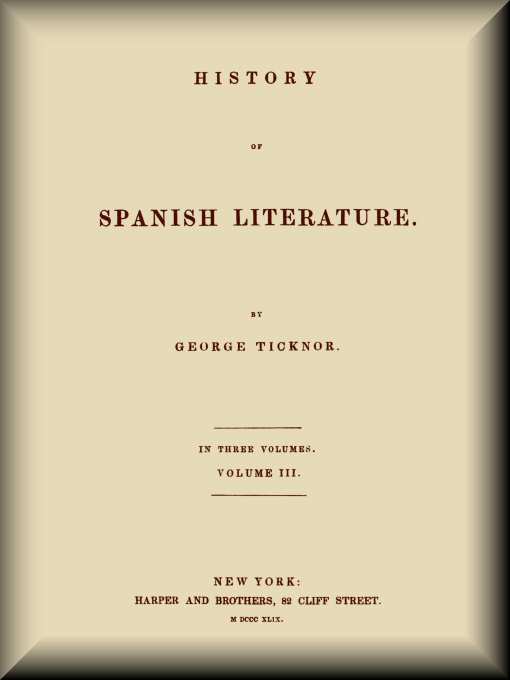 HISTORY
OF
SPANISH LITERATURE.
BY
GEORGE TICKNOR.
IN THREE VOLUMES.
VOLUME III.
NEW YORK:
HARPER AND BROTHERS, 82 CLIFF STREET.
M DCCC XLIX.